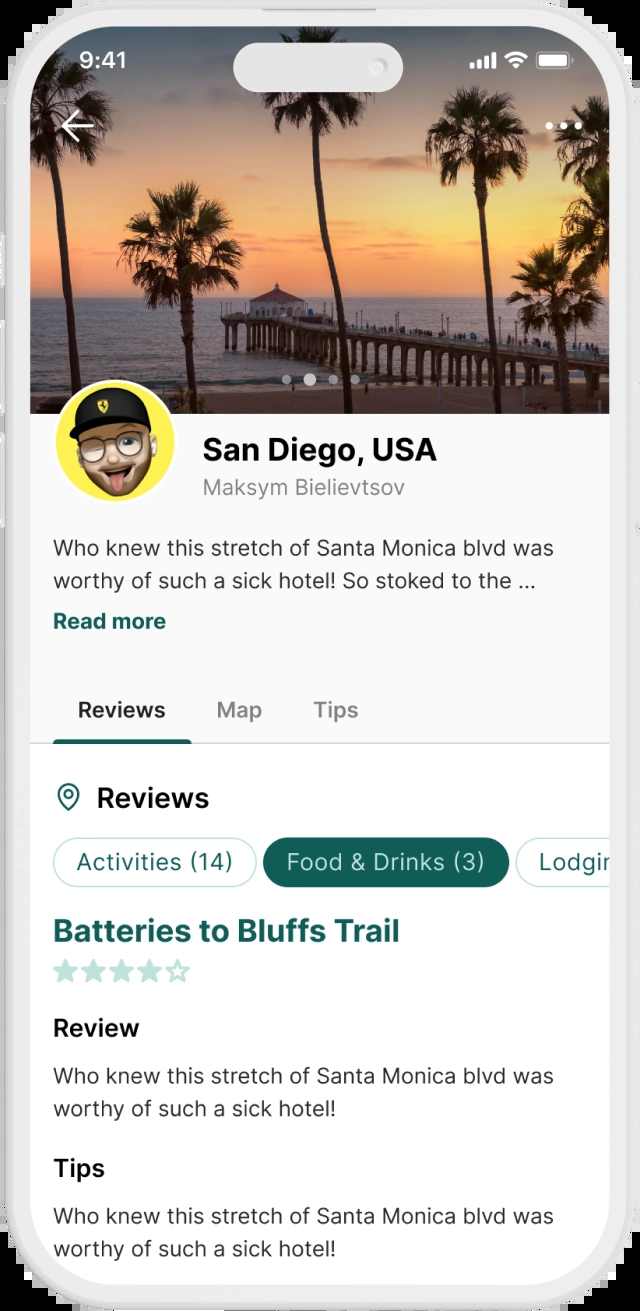 9:41
San Diego, USA
Maksym Bielievtsov
Who knew this stretch of Santa Monica blvd was
worthy of such a sick hotel! So stoked to the ...
Read more
Reviews Map Tips
Reviews
Activities (14) Food & Drinks (3) Lodgin
Batteries to Bluffs Trail
Review
Who knew this stretch of Santa Monica blvd was
worthy of such a sick hotel!
Tips
Who knew this stretch of Santa Monica blvd was
worthy of such a sick hotel!